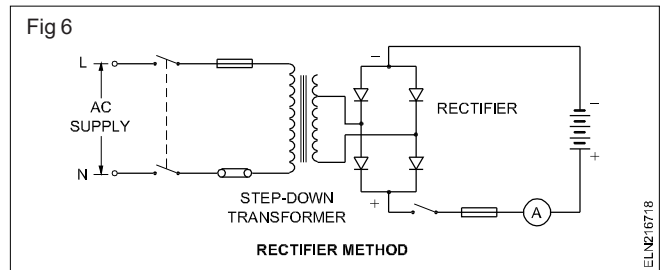 Fig 6
L
AC
SUPPLY
N
STEP-DOWN
TRANSFORMER
−
RECTIFIER
+
−
+
A
RECTIFIER METHOD
ELN216718